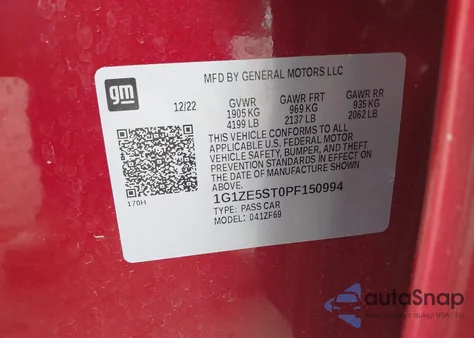 gm
MFD BY GENERAL MOTORS LLC
12/22 GVWR GAWR FRT GAWR RR
1905 KG 969 KG 935 KG
4199 LB 2137 LB 2062 LB
THIS VEHICLE CONFORMS TO ALL
APPLICABLE U.S. FEDERAL MOTOR
VEHICLE SAFETY, BUMPER, AND THEFT
PREVENTION STANDARDS IN EFFECT ON
THE DATE OF MANUFACTURE SHOWN
ABOVE.
170H
1G1ZE5ST0PF150994
TYPE: PASS CAR
MODEL: 041ZF69
autaSnap